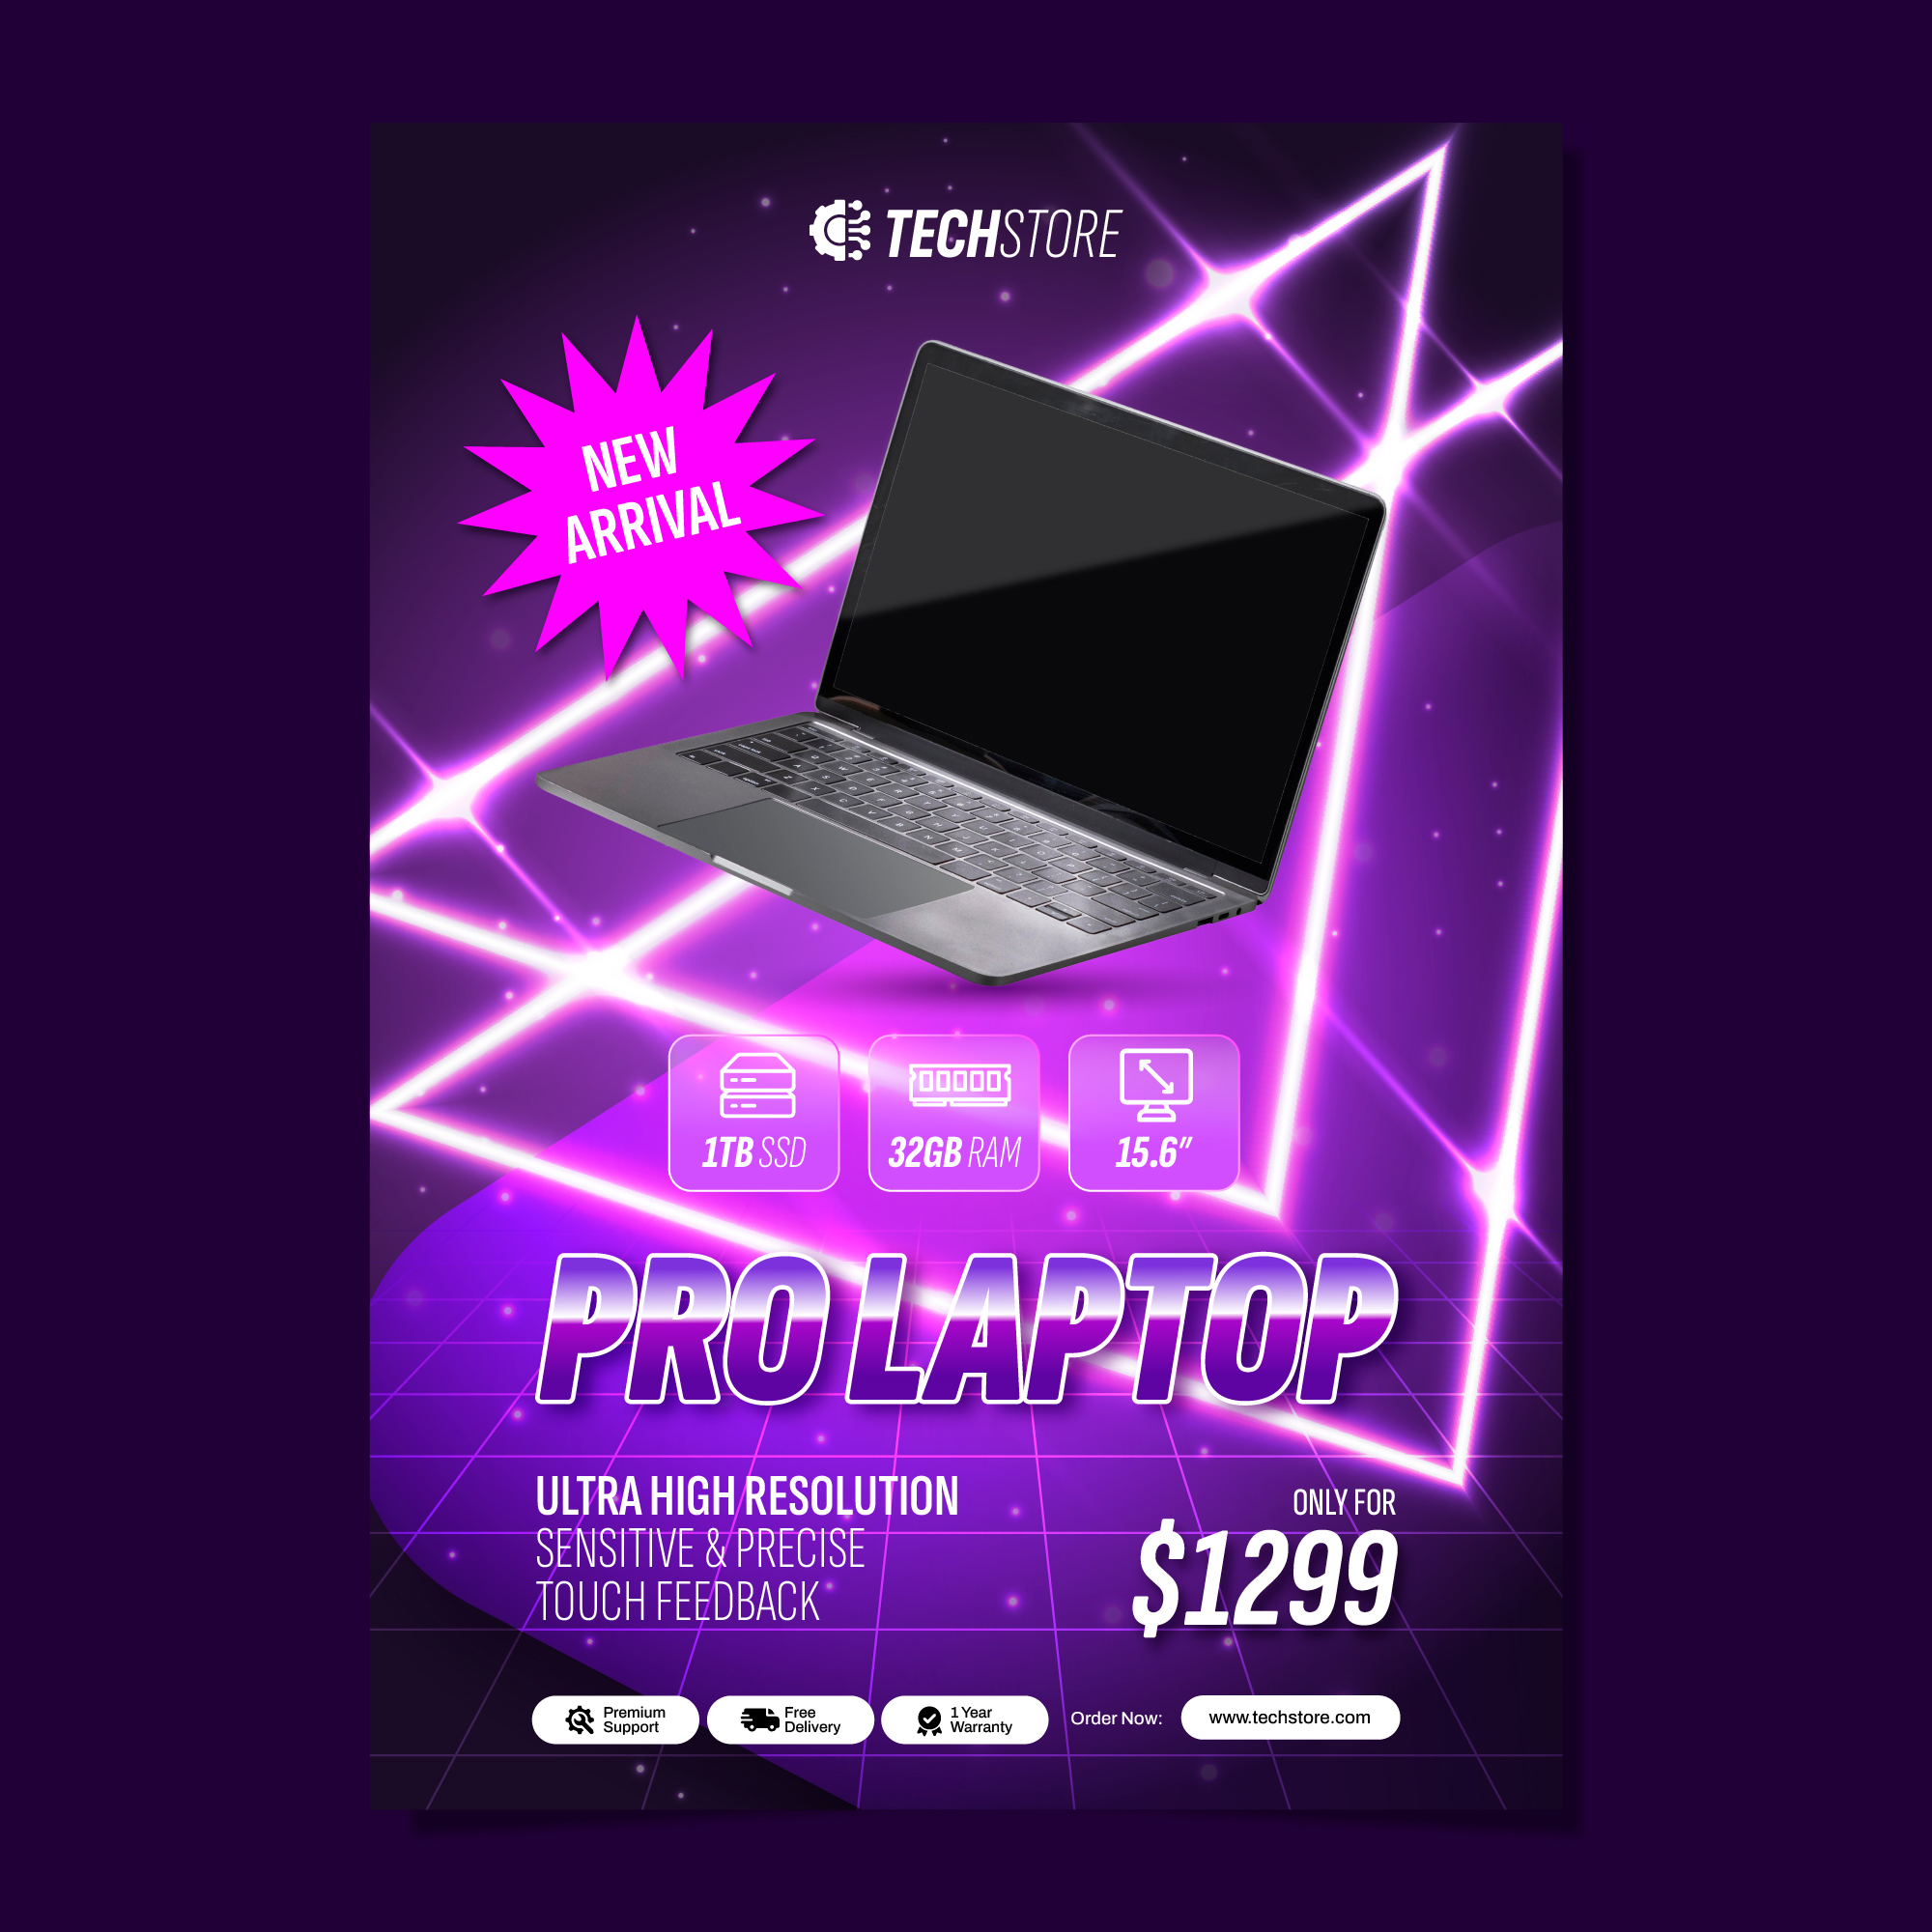 TECHSTORE
NEW
ARRIVAL
1TB SSD
32GB RAM
15.6″
PRO LAPTOP
ULTRA HIGH RESOLUTION
SENSITIVE & PRECISE
TOUCH FEEDBACK
ONLY FOR
$1299
Premium
Support
Free
Delivery
1 Year
Warranty
Order Now:
www.techstore.com